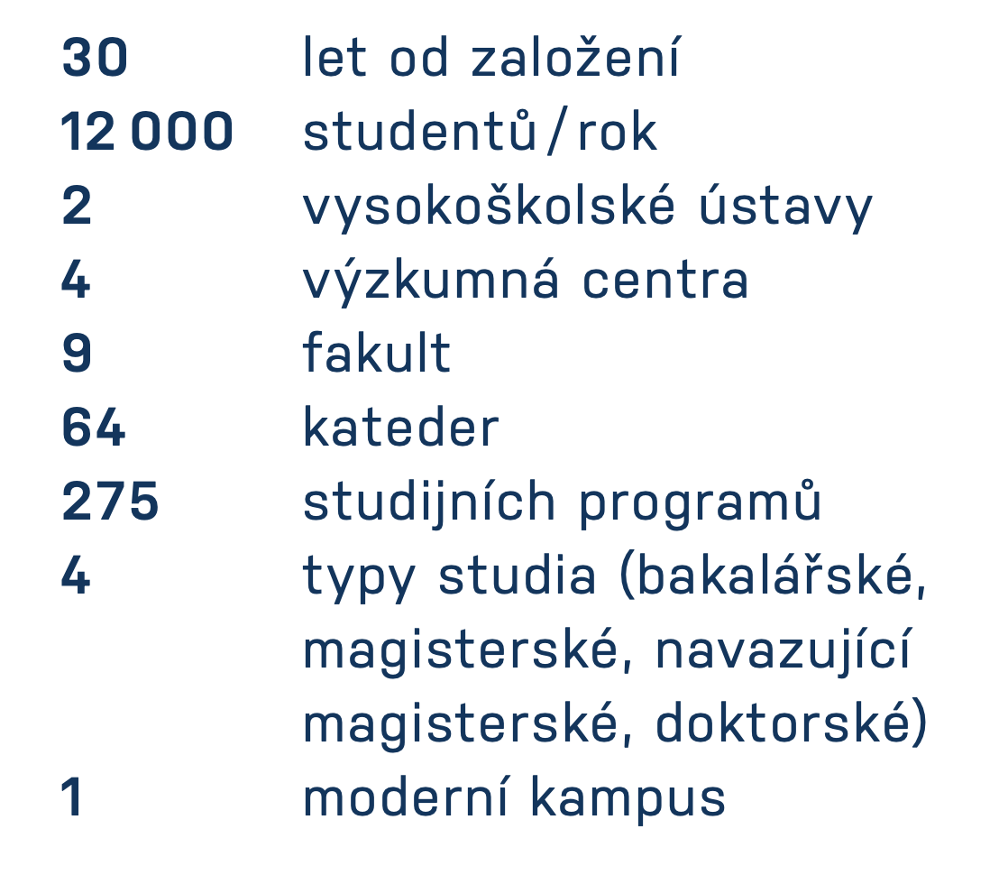 30 let od založení
12 000 studentů / rok
2 vysokoškolské ústavy
4 výzkumná centra
9 fakult
64 kateder
275 studijních programů
4 typy studia (bakalářské,
magisterské, navazující
magisterské, doktorské)
1 moderní kampus